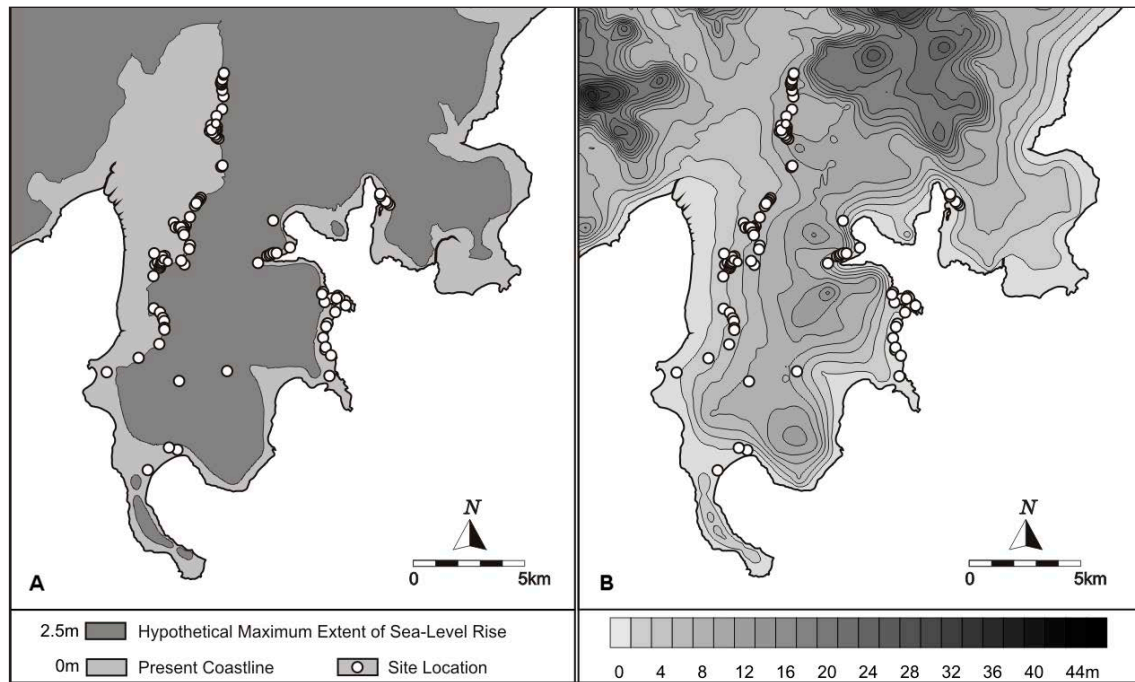 N
0 5km
A
2.5m Hypothetical Maximum Extent of Sea-Level Rise
0m Present Coastline Site Location
N
0 5km
B
0 4 8 12 16 20 24 28 32 36 40 44m